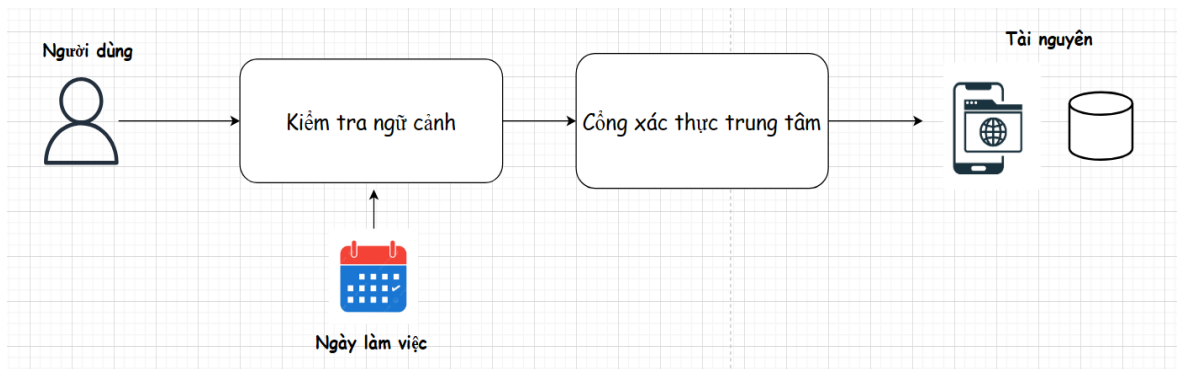 Người dùng
Tài nguyên
Kiểm tra ngữ cảnh
Cổng xác thực trung tâm
Ngày làm việc